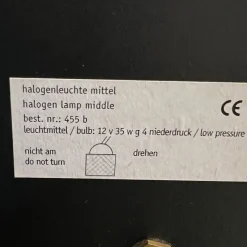 halogenleuchte mittel
halogen lamp middle
best. nr.: 455 b
CE
leuchtmittel / bulb: 12 v 35 w g 4 niederdruck / low pressure
nicht am drehen
do not turn